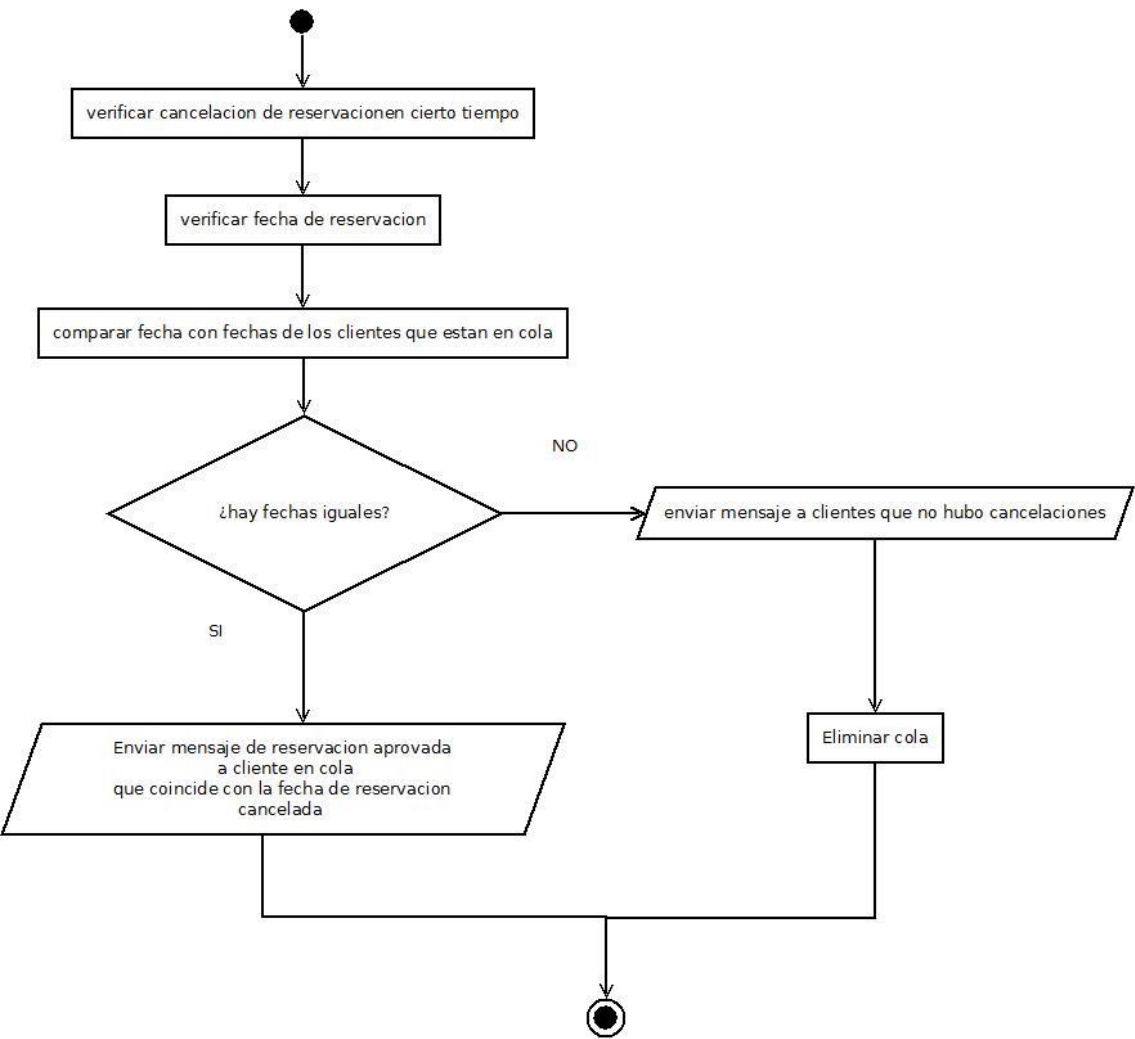 verificar cancelacion de reservacionen cierto tiempo
verificar fecha de reservacion
comparar fecha con fechas de los clientes que estan en cola
NO
¿hay fechas iguales?
enviar mensaje a clientes que no hubo cancelaciones
SI
Eliminar cola
Enviar mensaje de reservacion aprovada
a cliente en cola
que coincide con la fecha de reservacion
cancelada